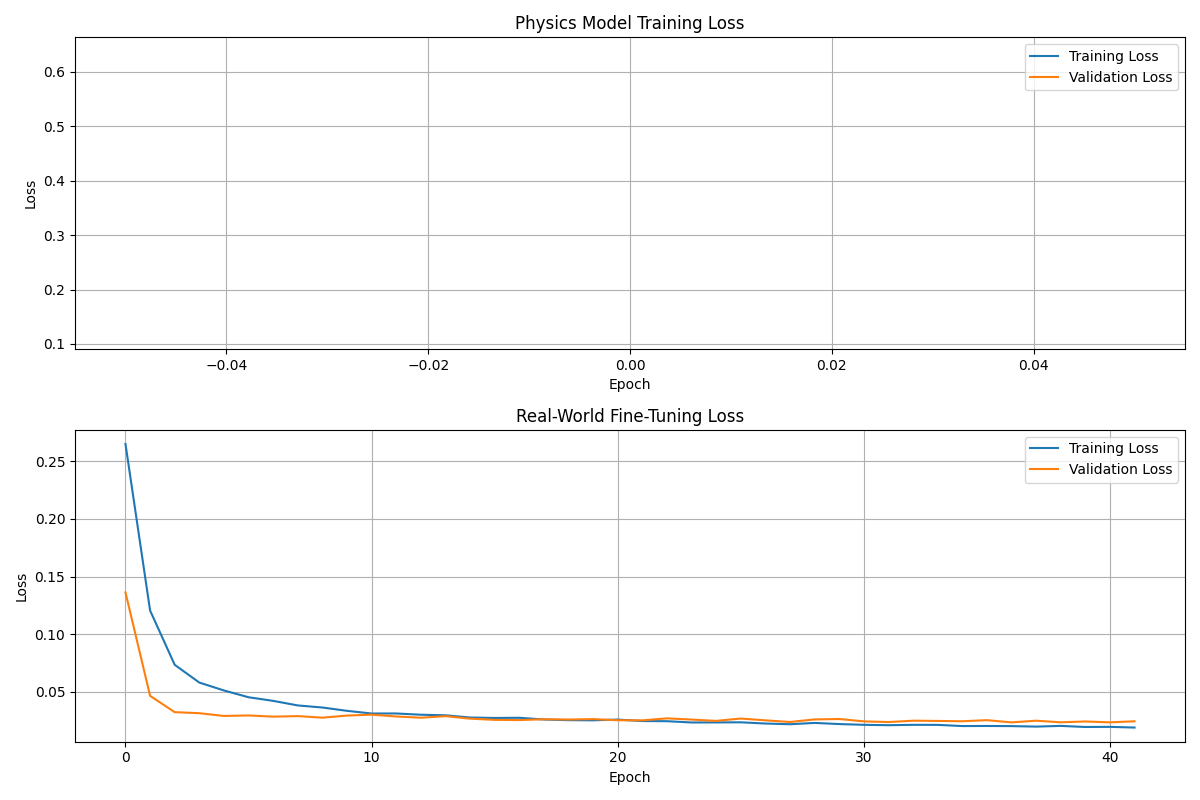 Physics Model Training Loss
Training Loss
Validation Loss
0.6
0.5
0.4
0.3
0.2
0.1
Loss
−0.04
−0.02
0.00
0.02
0.04
Epoch
Real-World Fine-Tuning Loss
Training Loss
Validation Loss
0.25
0.20
0.15
0.10
0.05
Loss
0
10
20
30
40
Epoch